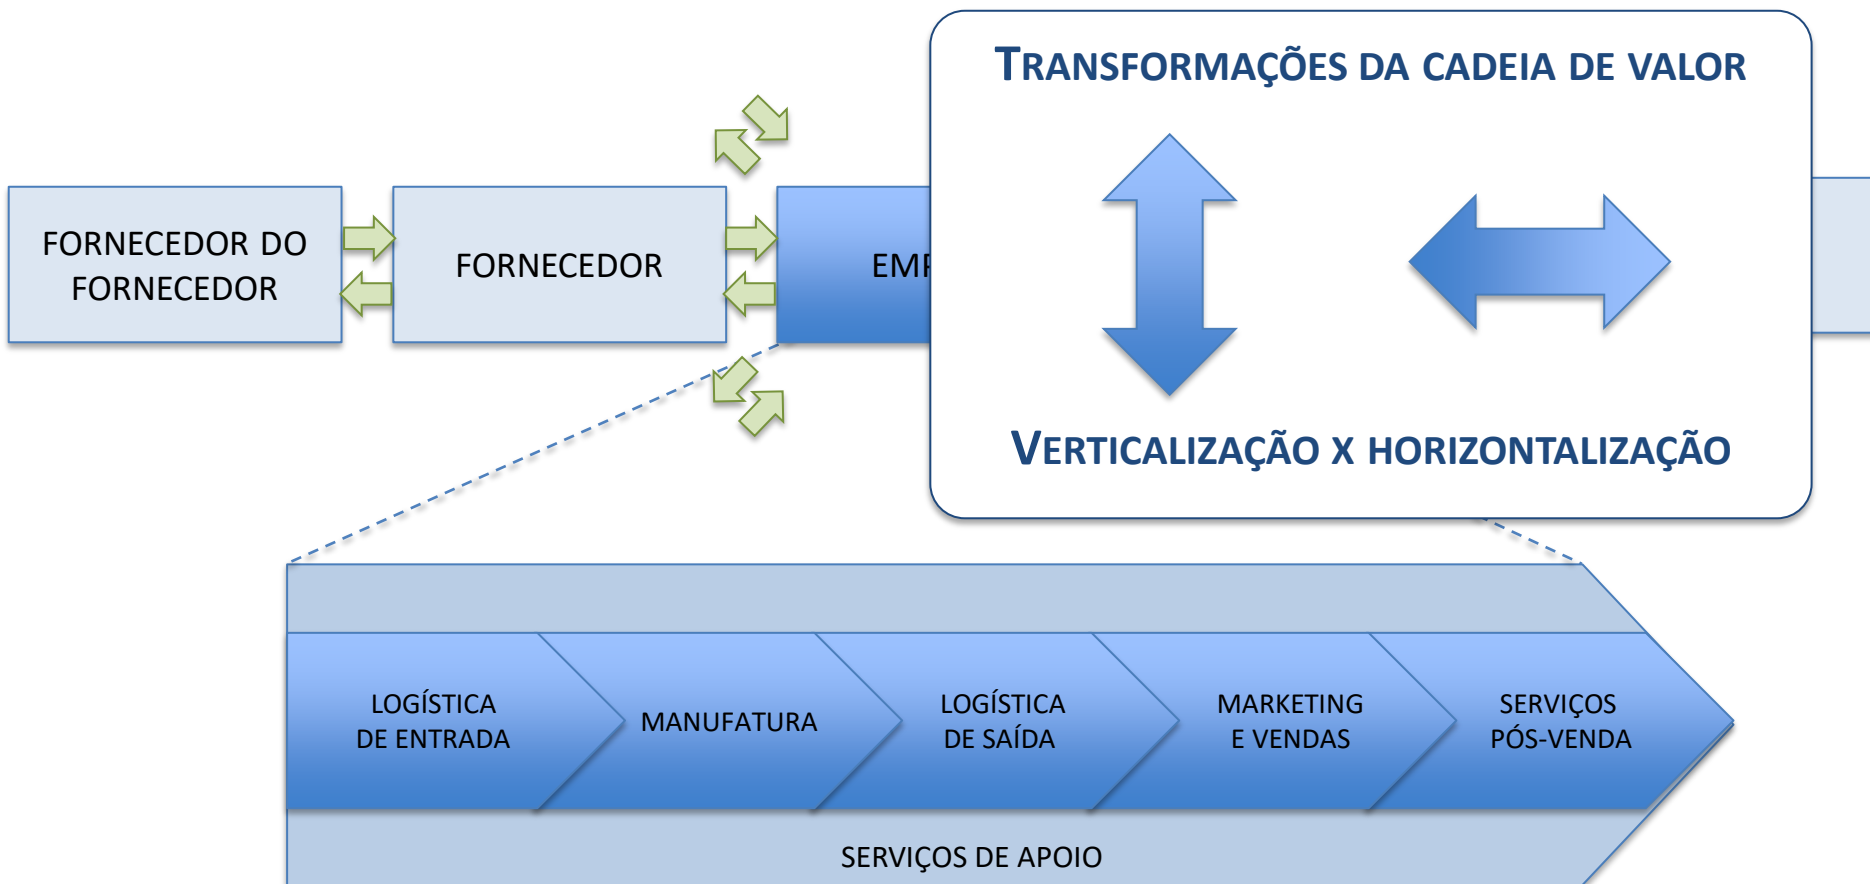 TRANSFORMAÇÕES DA CADEIA DE VALOR
FORNECEDOR DO
FORNECEDOR
FORNECEDOR
VERTICALIZAÇÃO X HORIZONTALIZAÇÃO
LOGÍSTICA
DE ENTRADA
MANUFATURA
LOGÍSTICA
DE SAÍDA
MARKETING
E VENDAS
SERVIÇOS
PÓS-VENDA
SERVIÇOS DE APOIO